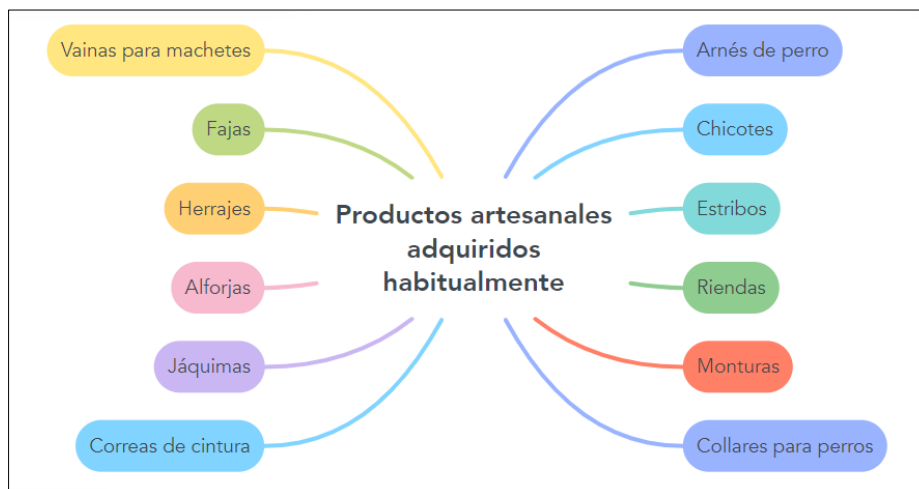 Vainas para machetes
Fajas
Herrajes
Alforjas
Jáquimas
Correas de cintura
Productos artesanales
adquiridos
habitualmente
Arnés de perro
Chicotes
Estribos
Riendas
Monturas
Collares para perros